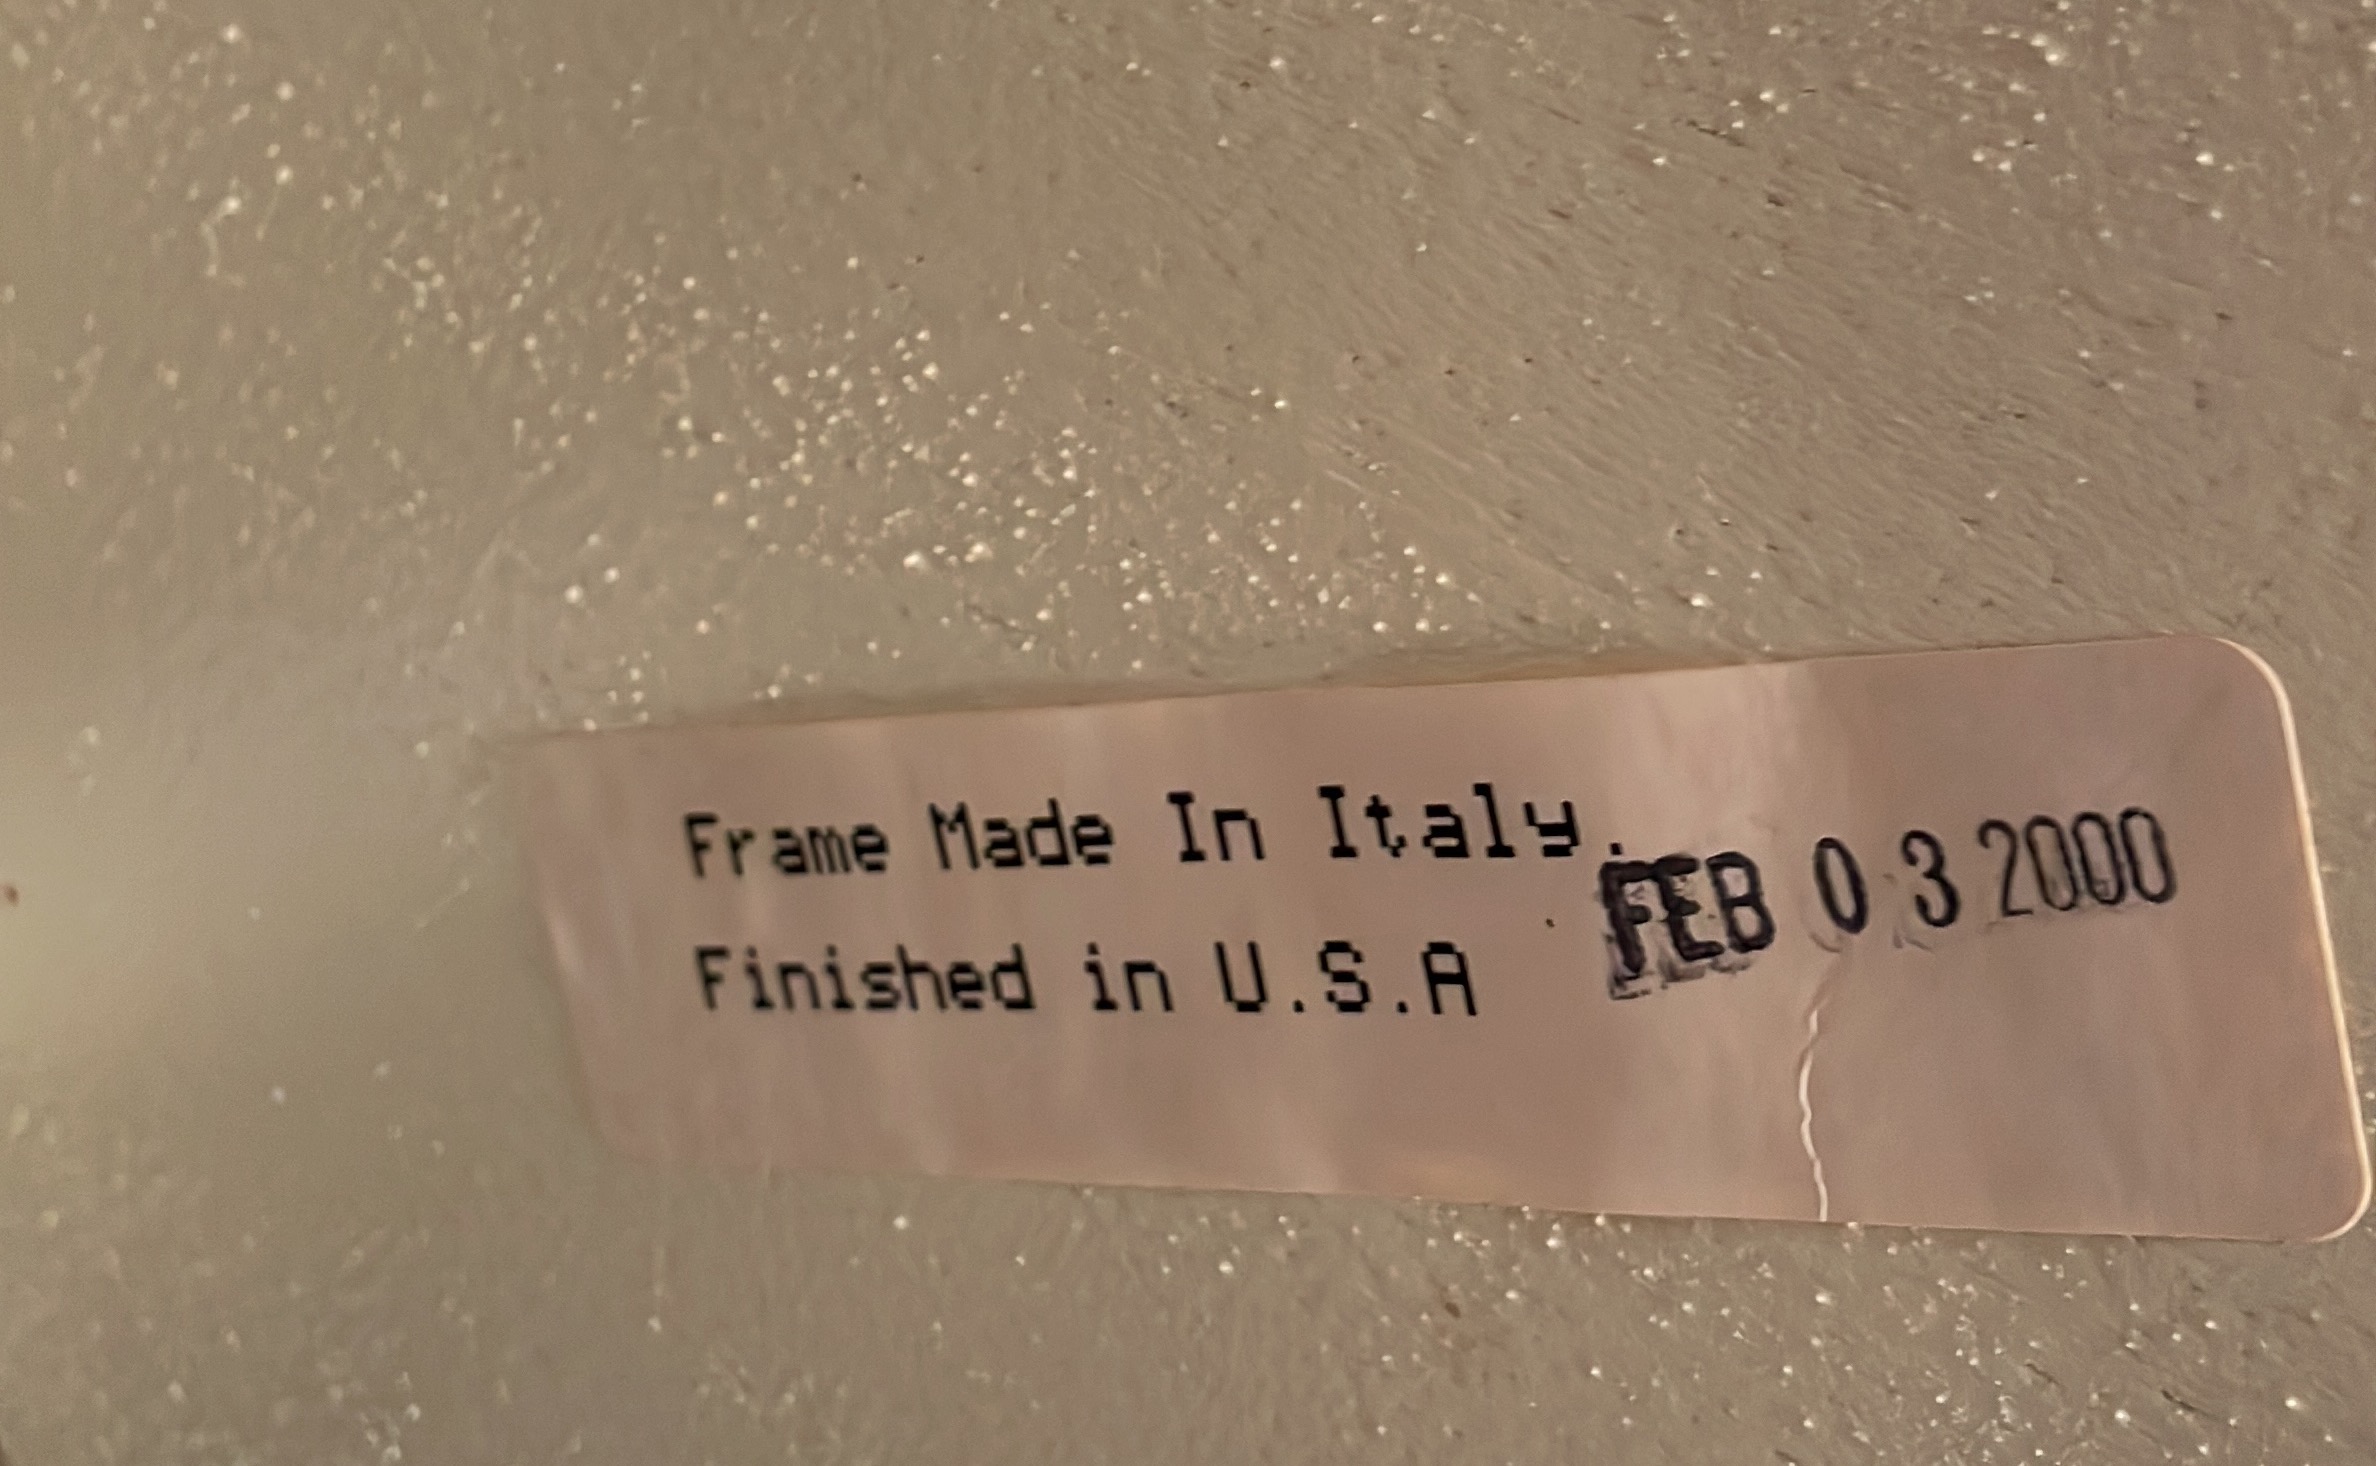 Frame Made In Italy.
FEB 03 2000
Finished in U.S.A